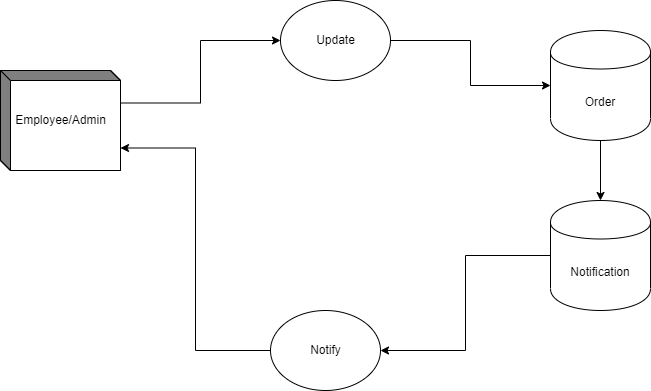 Update
Order
Employee/Admin
Notification
Notify